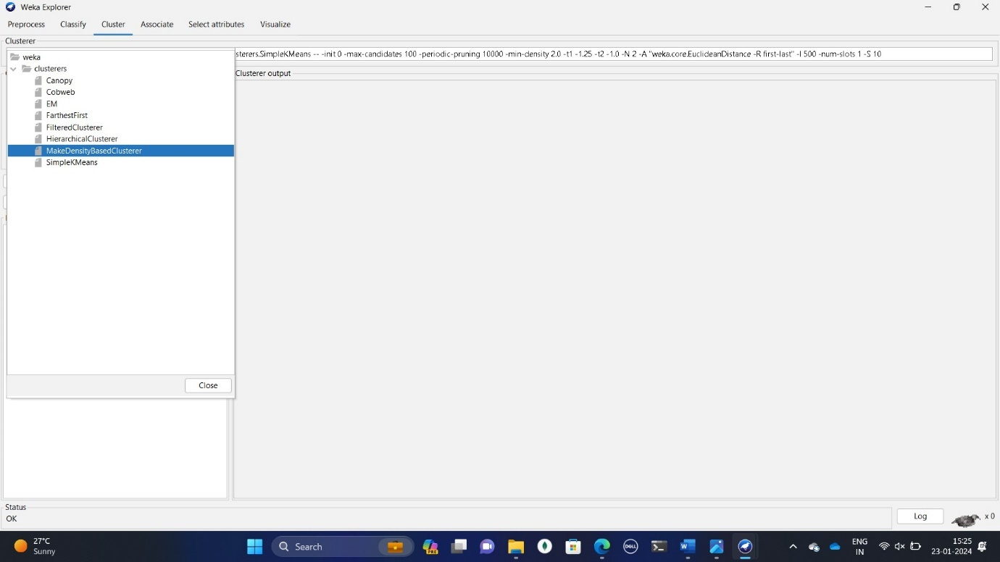 Weka Explorer
Preprocess Classify Cluster Associate Select attributes Visualize
Clusterer
weka
sterers.SimpleKMeans -- -init 0 -max-candidates 100 -periodic-pruning 10000 -min-density 2.0 -t1 -1.25 -t2 -1.0 -N 2 -A "weka.core.EuclideanDistance -R first-last" -I 500 -num-slots 1 -S 10
clusterers
Clusterer output
Canopy
Cobweb
EM
FarthestFirst
FilteredClusterer
HierarchicalClusterer
MakeDensityBasedClusterer
SimpleKMeans
Close
Status
OK
Log
x 0
27°C
Sunny
Search
PRE
DELL
ENG
IN
15:25
23-01-2024